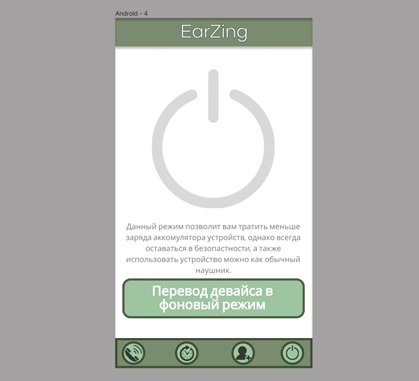 Android - 4
EarZing
Данный режим позволит вам тратить меньше
заряда аккомулятора устройств, однако всегда
оставаться в безопастности, а также
использовать устройство можно как обычный
наушник.
Перевод девайса в
фоновый режим